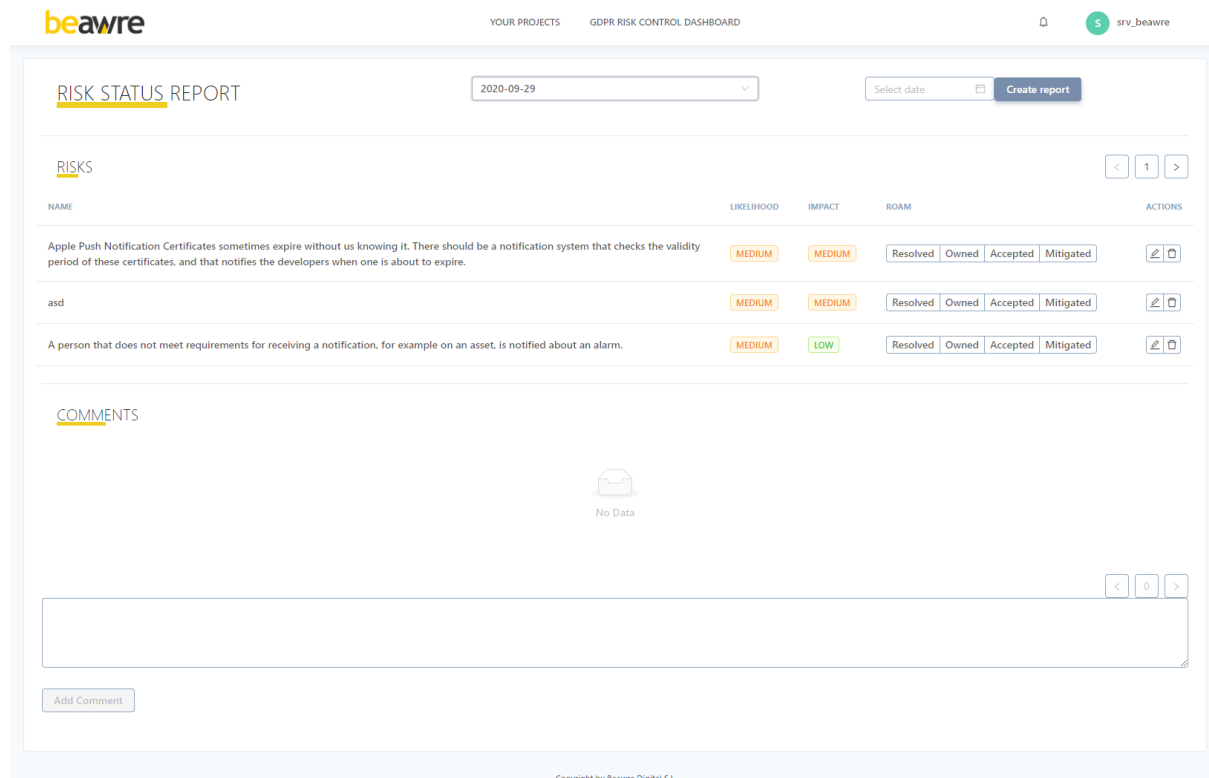 beawre
YOUR PROJECTS GDPR RISK CONTROL DASHBOARD S srv_beawre
RISK STATUS REPORT 2020-09-29 Select date Create report
RISKS < 1 >
NAME LIKELIHOOD IMPACT ROAM ACTIONS
Apple Push Notification Certificates sometimes expire without us knowing it. There should be a notification system that checks the validity
period of these certificates, and that notifies the developers when one is about to expire.
MEDIUM MEDIUM Resolved Owned Accepted Mitigated
asd MEDIUM MEDIUM Resolved Owned Accepted Mitigated
A person that does not meet requirements for receiving a notification, for example on an asset, is notified about an alarm. MEDIUM LOW Resolved Owned Accepted Mitigated
COMMENTS
No Data
< 0 >
Add Comment
Copyright by Beawre Digital S.L.